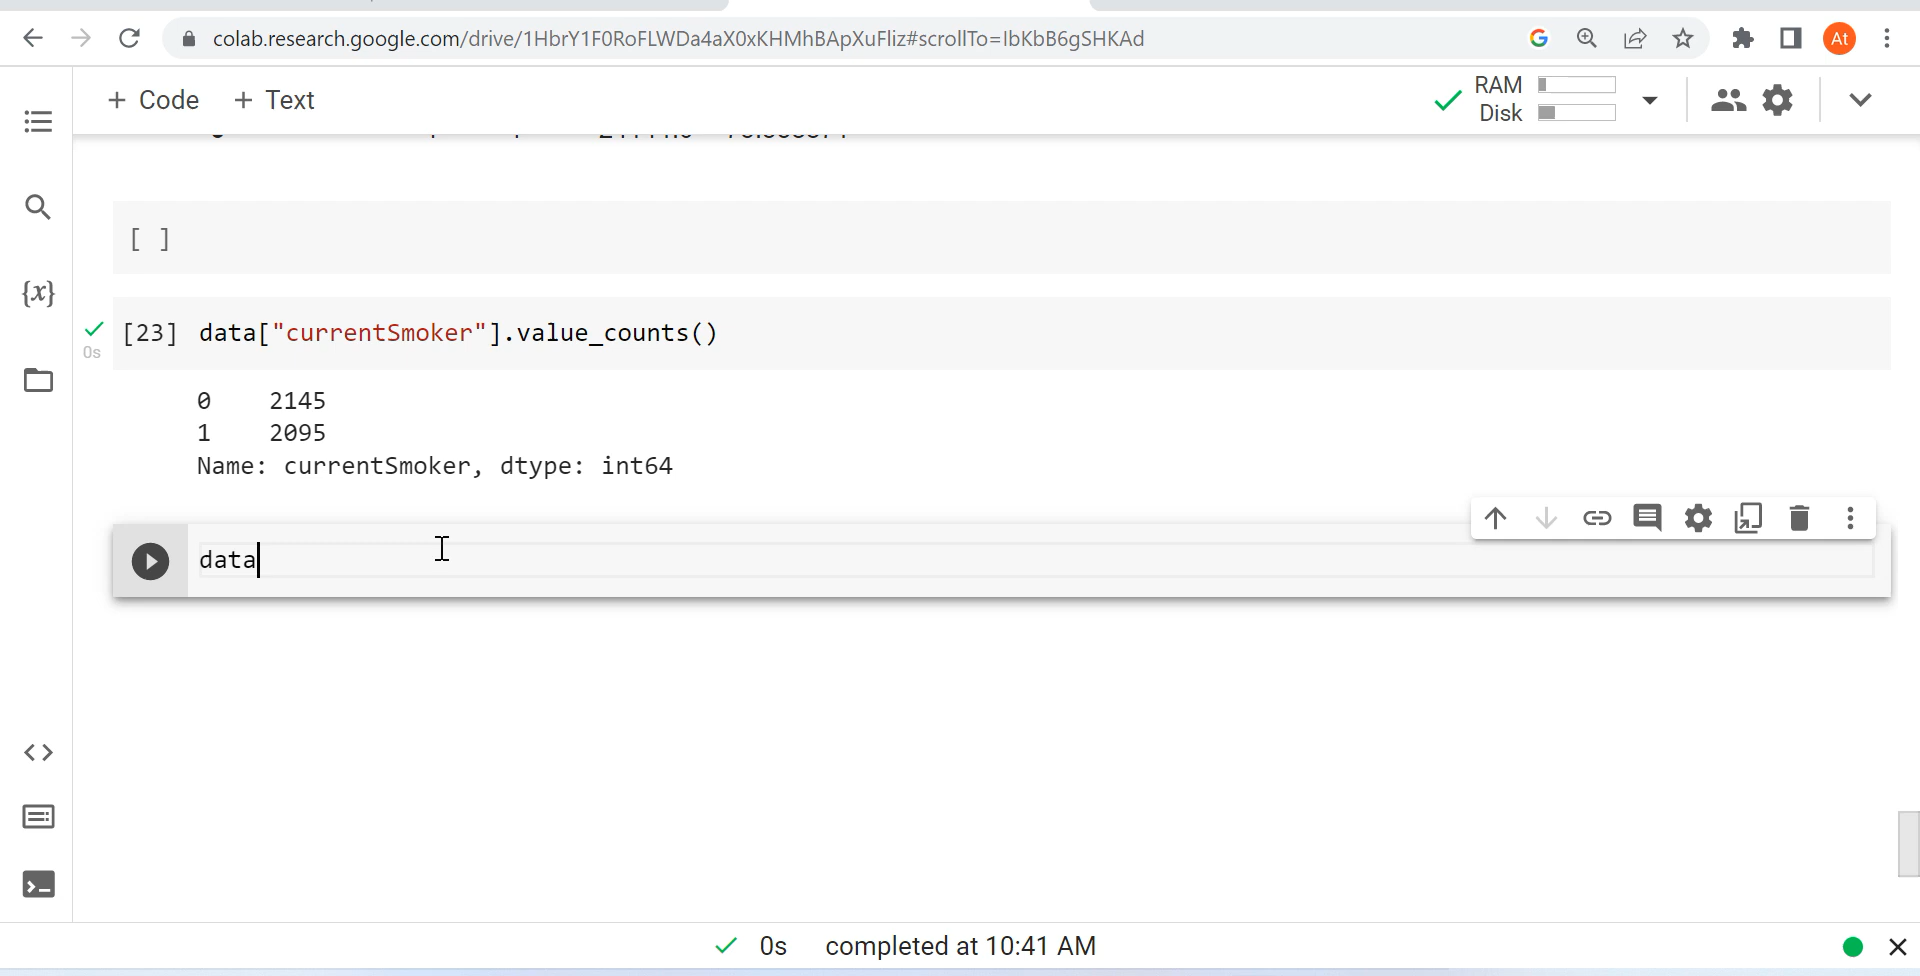 colab.research.google.com/drive/1HbrY1F0RoFLWDa4aX0xKHMhBApXuFliz#scrollTo=IbKbB6gSHKAd
At
+ Code + Text
RAM
Disk
{x}
[ ]
[23] data["currentSmoker"].value_counts()
0s
0 2145
1 2095
Name: currentSmoker, dtype: int64
data
0s completed at 10:41 AM